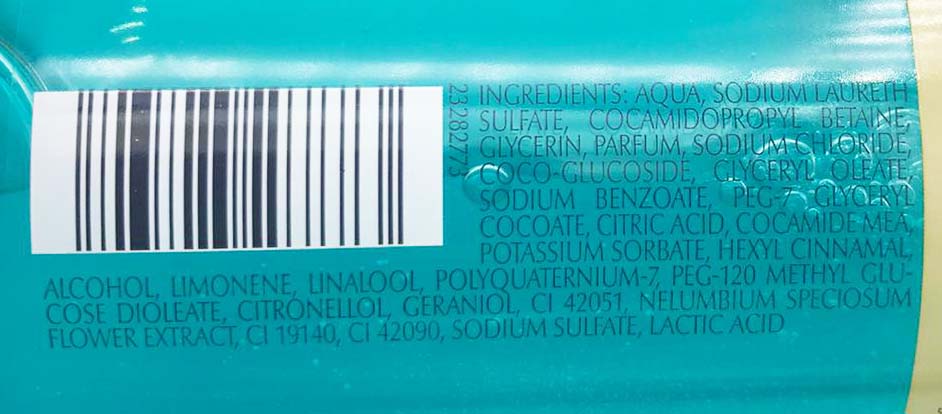 INGREDIENTS: AQUA, SODIUM LAURETH
SULFATE, COCAMIDOPROPYL BETAINE,
GLYCERIN, PARFUM, SODIUM CHLORIDE,
COCO-GLUCOSIDE, GLYCERYL OLEATE,
SODIUM BENZOATE, PEG-7 GLYCERYL
COCOATE, CITRIC ACID, COCAMIDE MEA,
POTASSIUM SORBATE, HEXYL CINNAMAL,
ALCOHOL, LIMONENE, LINALOOL, POLYQUATERNIUM-7, PEG-120 METHYL GLU-
COSE DIOLEATE, CITRONELLOL, GERANIOL, CI 42051, NELUMBIUM SPECIOSUM
FLOWER EXTRACT, CI 19140, CI 42090, SODIUM SULFATE, LACTIC ACID
23282773